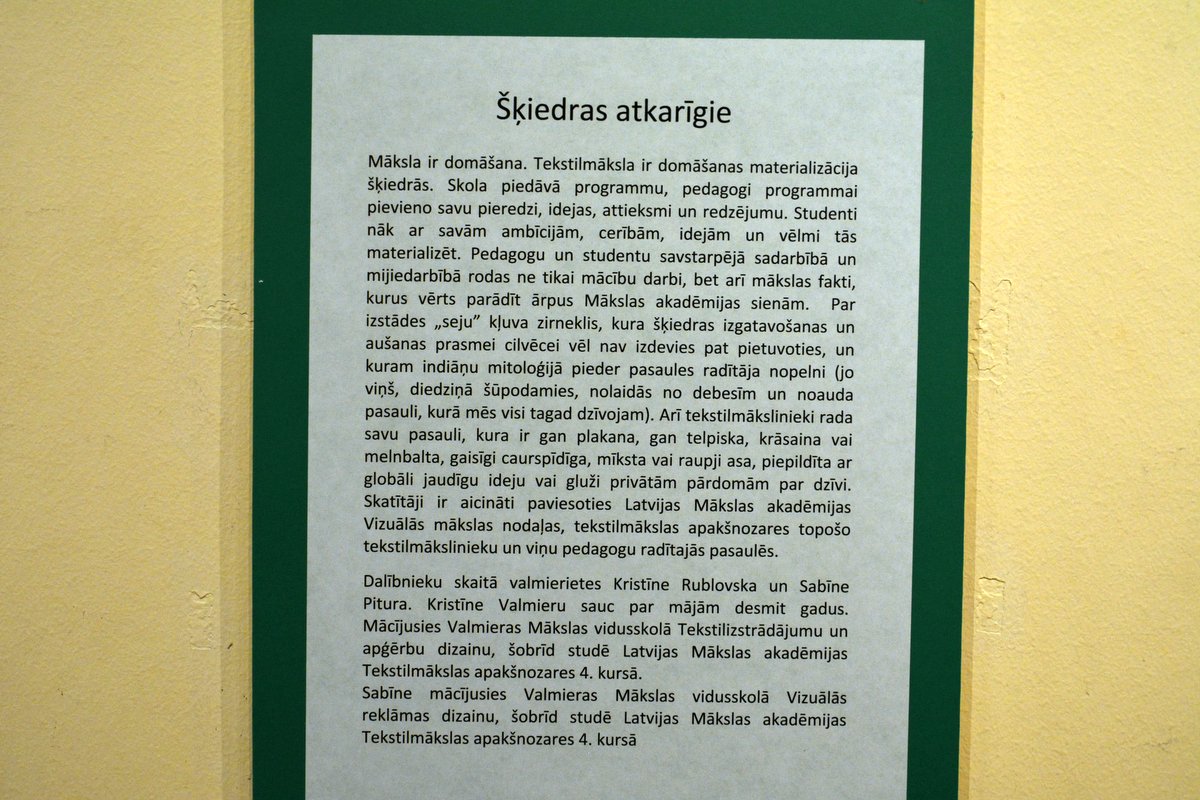 Šķiedras atkarīgie
Māksla ir domāšana. Tekstilmāksla ir domāšanas materializācija
šķiedrās. Skola piedāvā programmu, pedagogi programmai
pievieno savu pieredzi, idejas, attieksmi un redzējumu. Studenti
nāk ar savām ambīcijām, cerībām, idejām un vēlmi tās
materializēt. Pedagogu un studentu savstarpējā sadarbībā un
mijiedarbībā rodas ne tikai mācību darbi, bet arī mākslas fakti,
kurus vērts parādīt ārpus Mākslas akadēmijas sienām. Par
izstādes „seju” kļuva zirneklis, kura šķiedras izgatavošanas un
aušanas prasmei cilvēcei vēl nav izdevies pat pietuvoties, un
kuram indiāņu mitoloģijā pieder pasaules radītāja nopelni (jo
viņš, diedziņā šūpodamies, nolaidās no debesīm un noauda
pasauli, kurā mēs visi tagad dzīvojam). Arī tekstilmākslinieki rada
savu pasauli, kura ir gan plakana, gan telpiska, krāsaina vai
melnbalta, gaisīgi caurspīdīga, mīksta vai raupji asa, piepildīta ar
globāli jaudīgu ideju vai gluži privātām pārdomām par dzīvi.
Skatītāji ir aicināti paviesoties Latvijas Mākslas akadēmijas
Vizuālās mākslas nodaļas, tekstilmākslas apakšnozares topošo
tekstilmākslinieku un viņu pedagogu radītajās pasaulēs.
Dalībnieku skaitā valmierietes Kristīne Rublovska un Sabīne
Pitura. Kristīne Valmieru sauc par mājām desmit gadus.
Mācījusies Valmieras Mākslas vidusskolā Tekstilizstrādājumu un
apģērbu dizainu, šobrīd studē Latvijas Mākslas akadēmijas
Tekstilmākslas apakšnozares 4. kursā.
Sabīne mācījusies Valmieras Mākslas vidusskolā Vizuālās
reklāmas dizainu, šobrīd studē Latvijas Mākslas akadēmijas
Tekstilmākslas apakšnozares 4. kursā